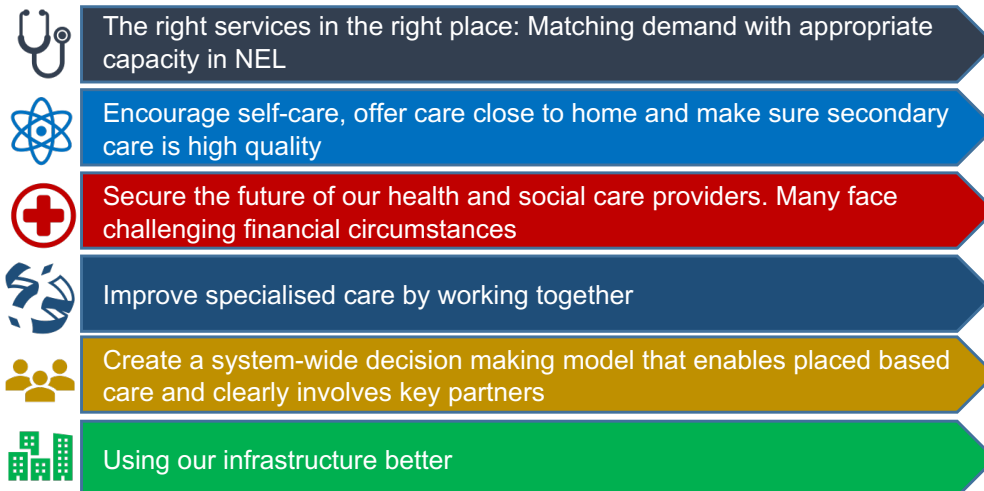 The right services in the right place: Matching demand with appropriate
capacity in NEL
Encourage self-care, offer care close to home and make sure secondary
care is high quality
Secure the future of our health and social care providers. Many face
challenging financial circumstances
Improve specialised care by working together
Create a system-wide decision making model that enables placed based
care and clearly involves key partners
Using our infrastructure better